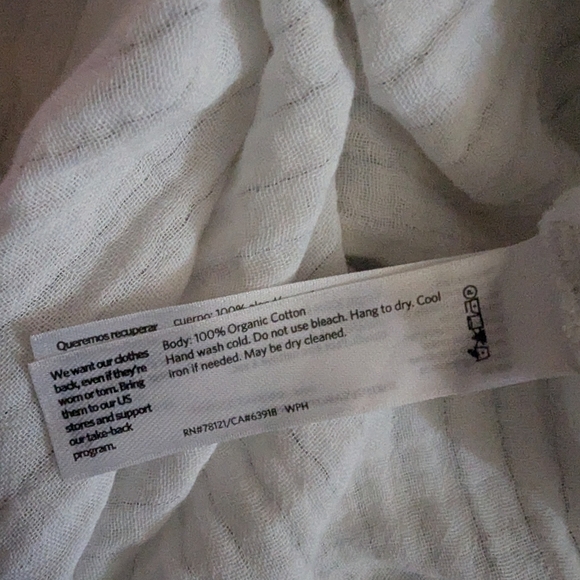 Queremos recuperar
cuerpo: 100%
We want our clothes
back, even if they're
worn or torn. Bring
them to our US
stores and support
our take-back
program.
Body: 100% Organic Cotton
Hand wash cold. Do not use bleach. Hang to dry. Cool
iron if needed. May be dry cleaned.
RN#78121/CA#63918 WPH